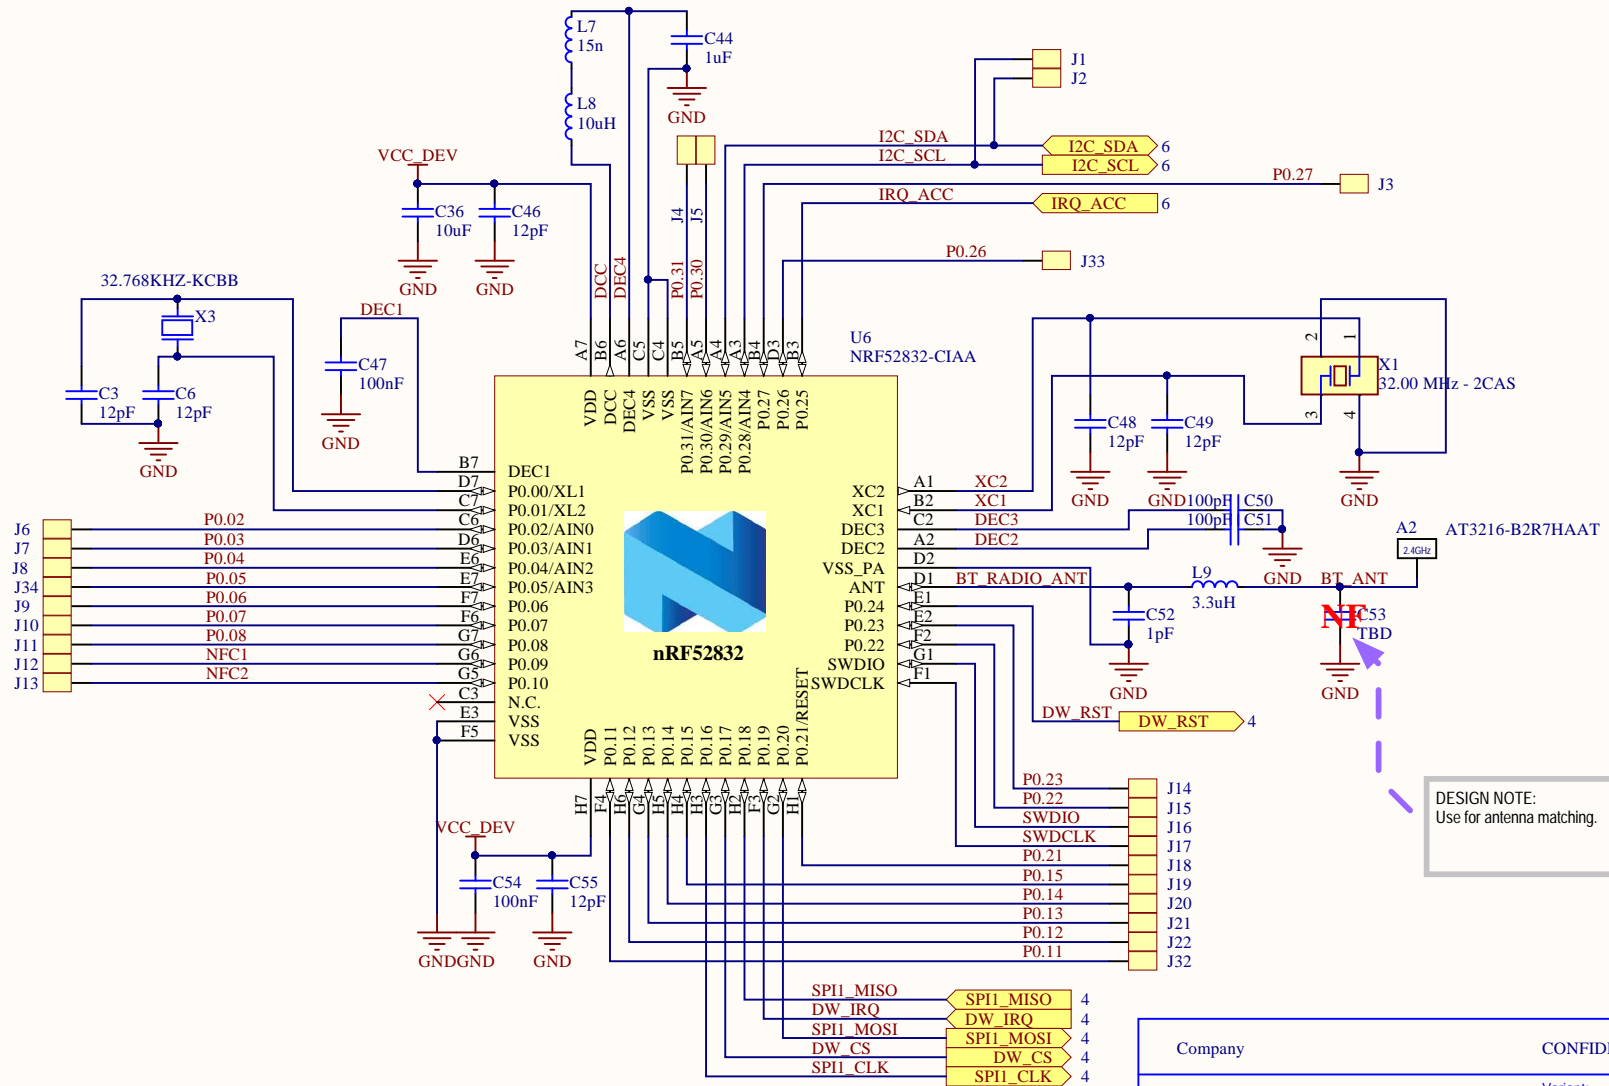 L7
15n
C44
1uF
J1
J2
L8
10uH
GND
I2C_SDA
I2C_SDA
6
I2C_SCL
I2C_SCL
6
VCC_DEV
P0.27
J3
IRQ_ACC
IRQ_ACC
6
C36
10uF
C46
12pF
J4
J5
P0.26
J33
GND
GND
DCC
DEC4
P0.31
P0.30
32.768KHZ-KCBB
X3
DEC1
C47
100nF
GND
C3
12pF
C6
12pF
GND
U6
NRF52832-CIAA
A7
B6
A6
C5
C4
B5
A5
A4
A3
B4
D3
B3
VDD
DCC
DEC4
VSS
VSS
P0.31/AIN7
P0.30/AIN6
P0.29/AIN5
P0.28/AIN4
P0.27
P0.26
P0.25
2
1
X1
32.00 MHz - 2CAS
3
4
C48
12pF
C49
12pF
GND
GND
GND
B7
DEC1
D7
P0.00/XL1
C7
P0.01/XL2
J6
P0.02
C6
P0.02/AIN0
J7
P0.03
D6
P0.03/AIN1
J8
P0.04
E6
P0.04/AIN2
J34
P0.05
E7
P0.05/AIN3
J9
P0.06
F7
P0.06
J10
P0.07
F6
P0.07
J11
P0.08
G7
P0.08
J12
NFC1
G6
P0.09
J13
NFC2
G5
P0.10
C3
N.C.
E3
VSS
F5
VSS
nRF52832
XC2
A1
XC2
XC1
B2
XC1
DEC3
C2
DEC3
100pF
C50
DEC2
A2
DEC2
100pF
C51
GND
VSS_PA
D2
ANT
D1
BT_RADIO_ANT
L9
3.3uH
BT_ANT
A2
2.4GHz
AT3216-B2R7HAAT
P0.24
E1
P0.23
E2
P0.22
F2
SWDIO
G1
SWDCLK
F1
C52
1pF
GND
NF
C53
TBD
GND
DW_RST
DW_RST
4
VDD
P0.11
P0.12
P0.13
P0.14
P0.15
P0.16
P0.17
P0.18
P0.19
P0.20
P0.21/RESET
H7
F4
H6
G4
H5
H4
H3
G3
H2
F3
G2
H1
P0.23
J14
P0.22
J15
SWDIO
J16
SWDCLK
J17
P0.21
J18
P0.15
J19
P0.14
J20
P0.13
J21
P0.12
J22
P0.11
J32
DESIGN NOTE:
Use for antenna matching.
VCC_DEV
C54
100nF
C55
12pF
GND
GND
GND
SPI1_MISO
SPI1_MISO
4
DW_IRQ
DW_IRQ
4
SPI1_MOSI
SPI1_MOSI
4
DW_CS
DW_CS
4
SPI1_CLK
SPI1_CLK
4
Company